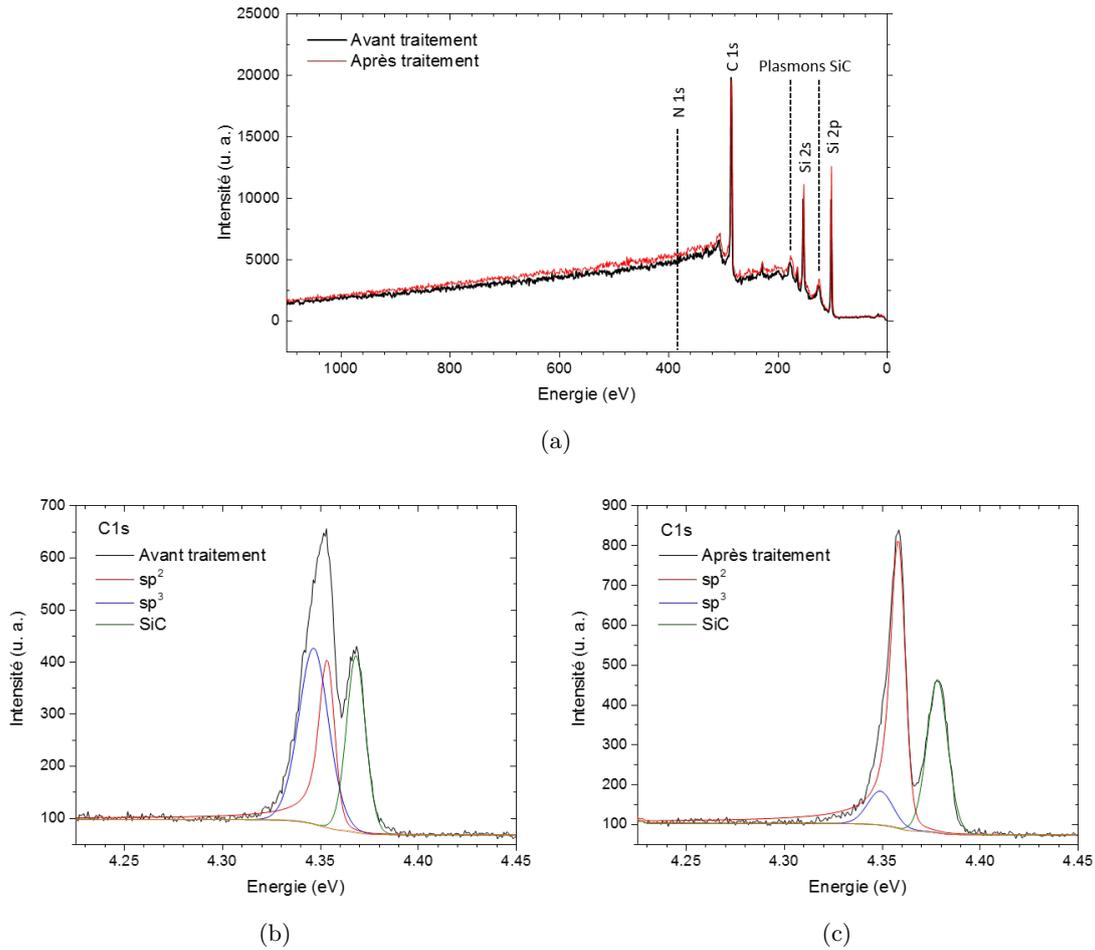 25000
20000
15000
10000
5000
0
Intensité (u. a.)
Avant traitement
Après traitement
N 1s
C 1s
Plasmons SiC
Si 2s
Si 2p
1000 800 600 400 200 0
Energie (eV)
(a)
700
600
500
400
300
200
100
Intensité (u. a.)
C1s
Avant traitement
sp²
sp³
SiC
4.25 4.30 4.35 4.40 4.45
Energie (eV)
(b)
900
800
700
600
500
400
300
200
100
Intensité (u. a.)
C1s
Après traitement
sp²
sp³
SiC
4.25 4.30 4.35 4.40 4.45
Energie (eV)
(c)